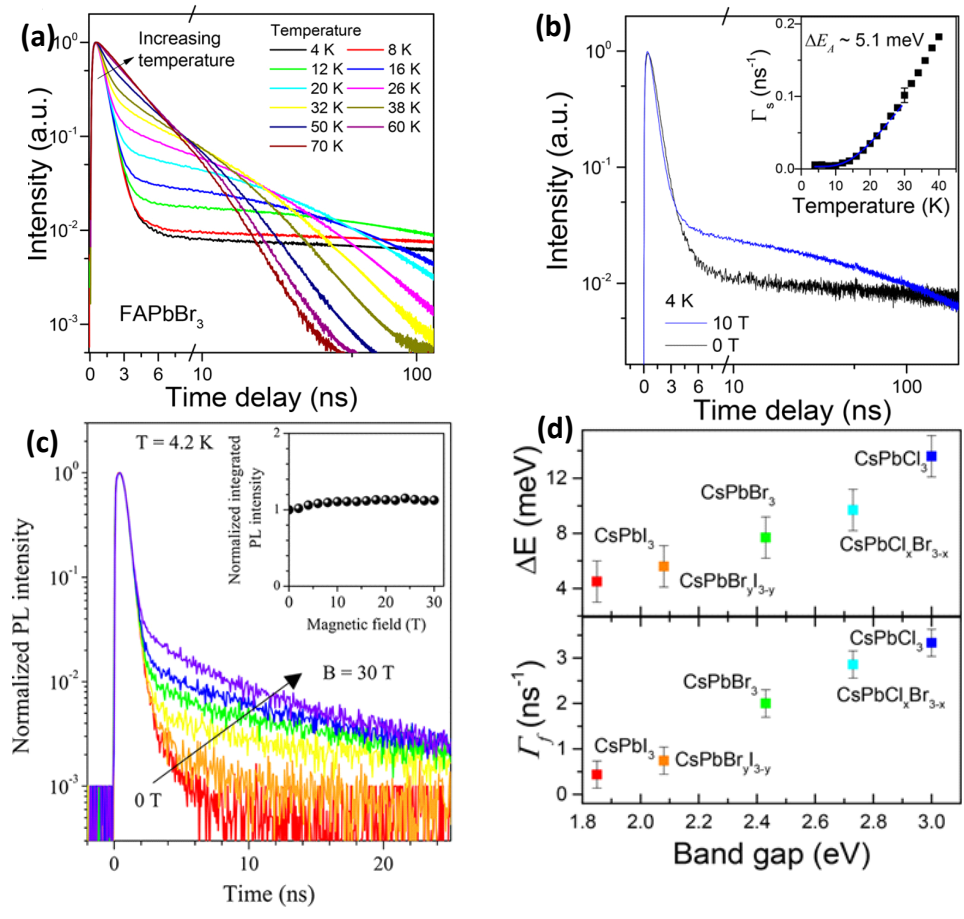 (a)
Increasing
temperature
Temperature
4 K 8 K
12 K 16 K
20 K 26 K
32 K 38 K
50 K 60 K
70 K
10⁰
10⁻¹
10⁻²
10⁻³
Intensity (a.u.)
FAPbBr₃
0 3 6 10 100
Time delay (ns)
(b)
10⁰
10⁻¹
10⁻²
Intensity (a.u.)
ΔE_A ~ 5.1 meV
0.2
0.1
0.0
Γₛ (ns⁻¹)
0 10 20 30 40
Temperature (K)
4 K
10 T
0 T
0 3 6 10 100
Time delay (ns)
(c)
T = 4.2 K
10⁰
10⁻¹
10⁻²
10⁻³
Normalized PL intensity
2
1
0
Normalized integrated
PL intensity
0 10 20 30
Magnetic field (T)
B = 30 T
0 T
0 10 20
Time (ns)
(d)
12
8
4
ΔE (meV)
CsPbCl₃
CsPbBr₃
CsPbI₃
CsPbClₓBr₃₋ₓ
CsPbBrᵧI₃₋ᵧ
3
2
1
0
Γ_f (ns⁻¹)
CsPbCl₃
CsPbBr₃
CsPbClₓBr₃₋ₓ
CsPbI₃
CsPbBrᵧI₃₋ᵧ
1.8 2.0 2.2 2.4 2.6 2.8 3.0
Band gap (eV)